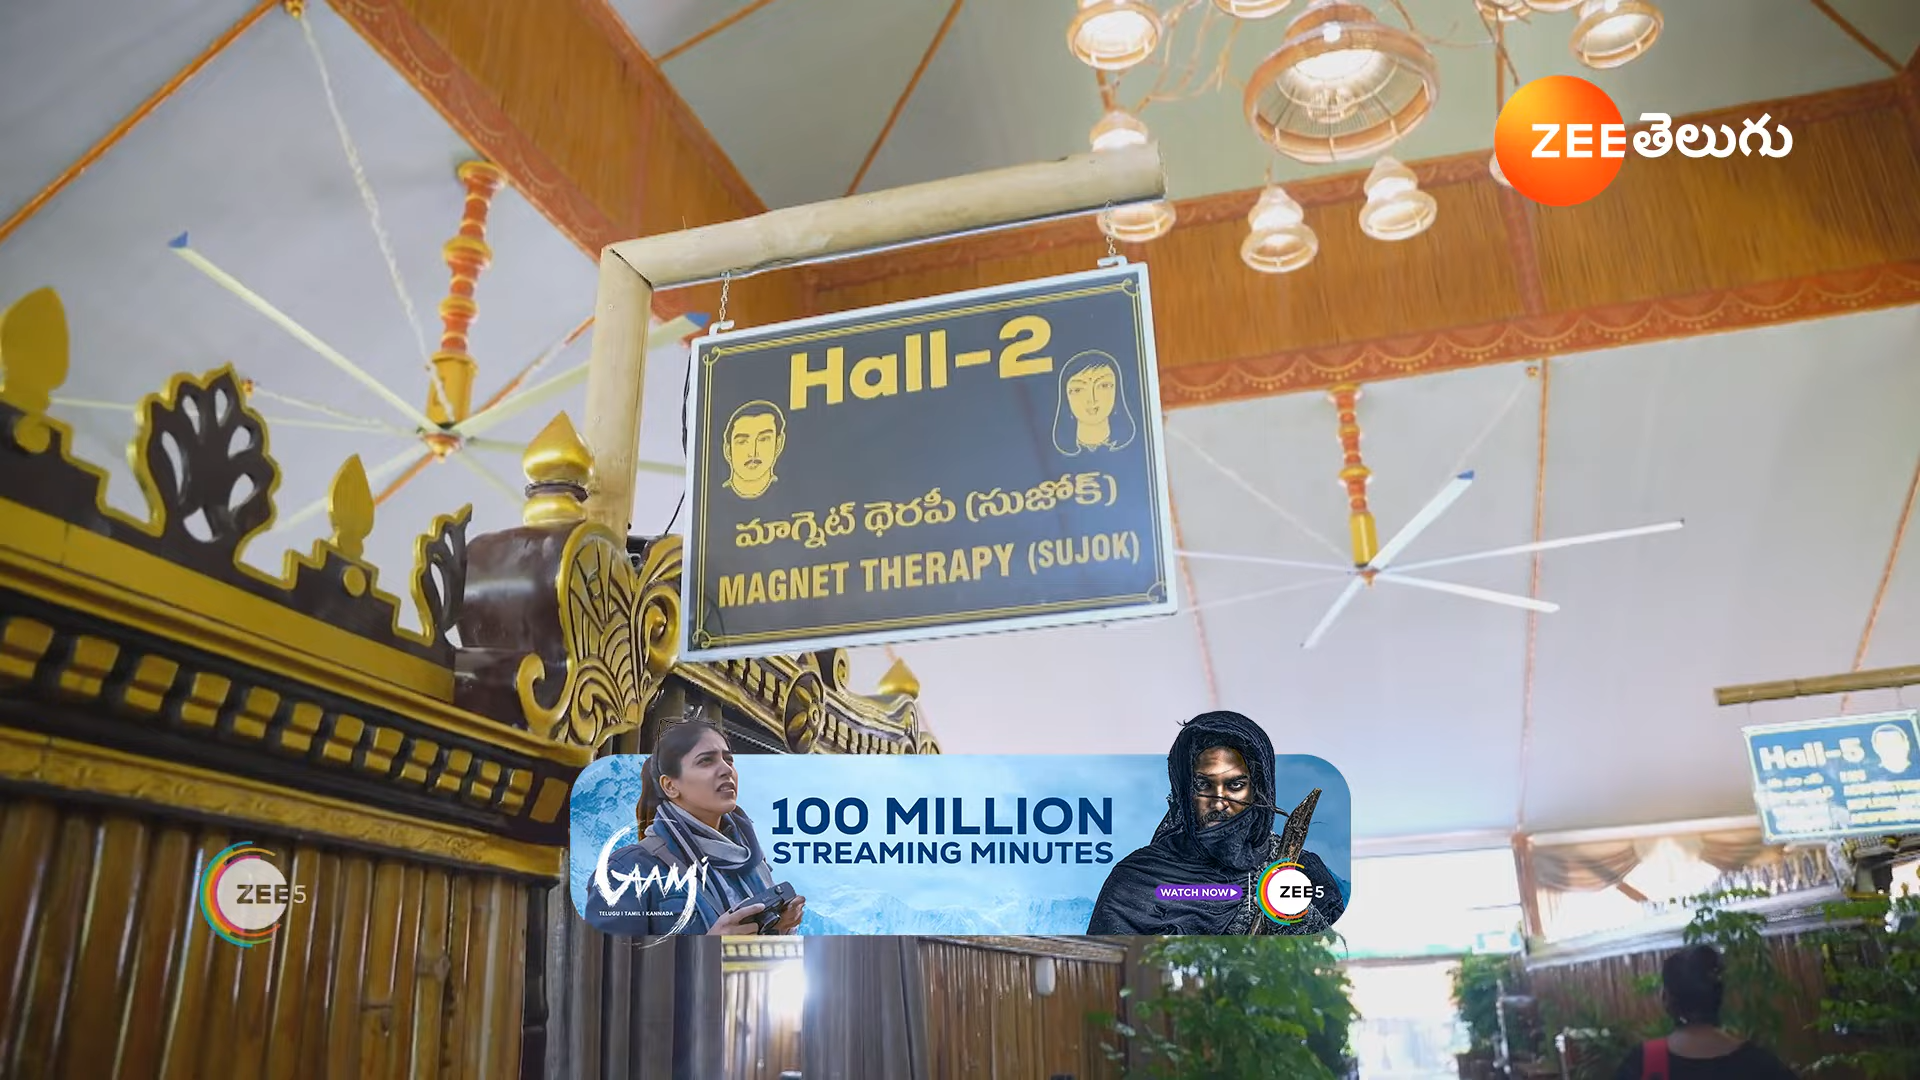 ZEE తెలుగు
Hall-2
మాగ్నెట్ థెరపీ (సుజోక్)
MAGNET THERAPY (SUJOK)
Hall-5
100 MILLION
STREAMING MINUTES
GAAMI
TELUGU | TAMIL | KANNADA
WATCH NOW
ZEE5
ZEE5